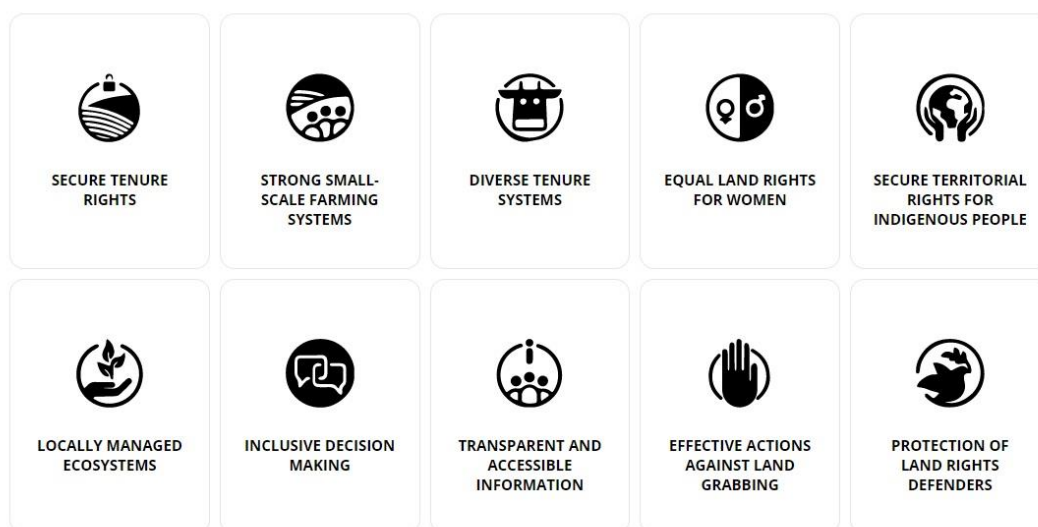 SECURE TENURE
RIGHTS
STRONG SMALL-
SCALE FARMING
SYSTEMS
DIVERSE TENURE
SYSTEMS
EQUAL LAND RIGHTS
FOR WOMEN
SECURE TERRITORIAL
RIGHTS FOR
INDIGENOUS PEOPLE
LOCALLY MANAGED
ECOSYSTEMS
INCLUSIVE DECISION
MAKING
TRANSPARENT AND
ACCESSIBLE
INFORMATION
EFFECTIVE ACTIONS
AGAINST LAND
GRABBING
PROTECTION OF
LAND RIGHTS
DEFENDERS